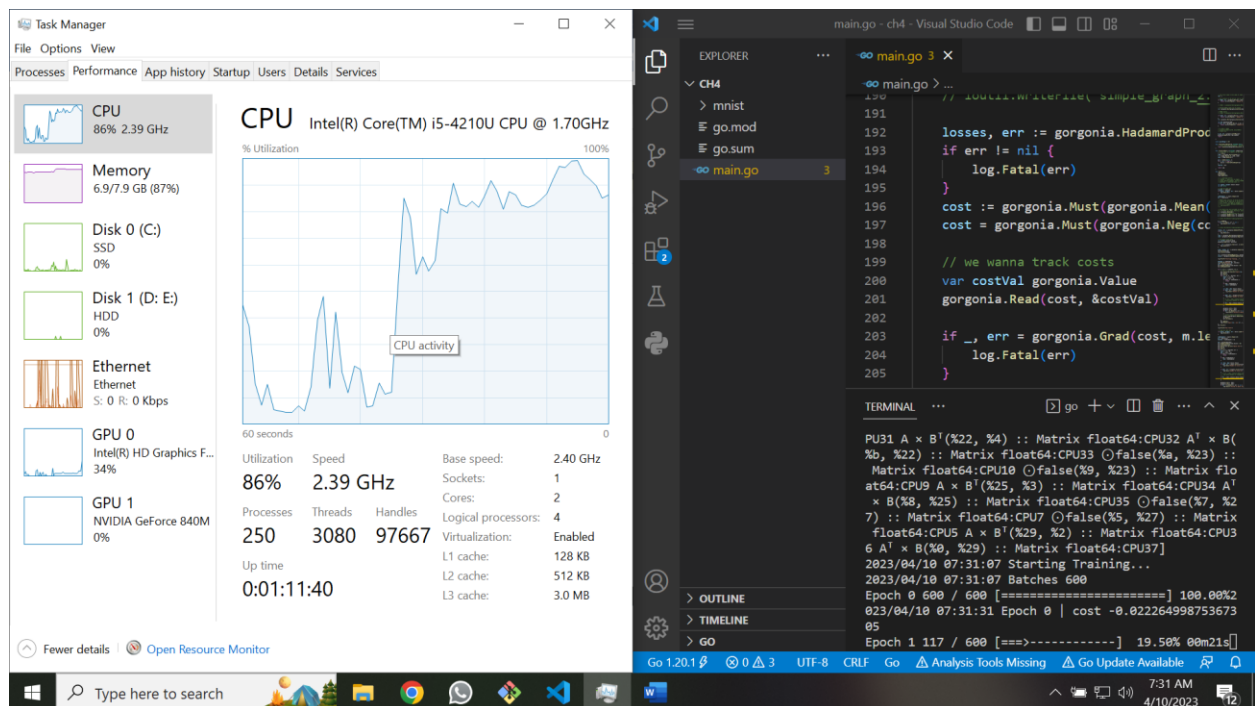 Task Manager
File Options View
Processes Performance App history Startup Users Details Services
CPU
86% 2.39 GHz
Memory
6.9/7.9 GB (87%)
Disk 0 (C:)
SSD
0%
Disk 1 (D: E:)
HDD
0%
Ethernet
Ethernet
S: 0 R: 0 Kbps
GPU 0
Intel(R) HD Graphics F...
34%
GPU 1
NVIDIA GeForce 840M
0%
CPU Intel(R) Core(TM) i5-4210U CPU @ 1.70GHz
% Utilization 100%
CPU activity
60 seconds 0
Utilization Speed
86% 2.39 GHz
Processes Threads Handles
250 3080 97667
Up time
0:01:11:40
Base speed: 2.40 GHz
Sockets: 1
Cores: 2
Logical processors: 4
Virtualization: Enabled
L1 cache: 128 KB
L2 cache: 512 KB
L3 cache: 3.0 MB
Fewer details Open Resource Monitor
Type here to search
main.go - ch4 - Visual Studio Code
EXPLORER ...
CH4
mnist
go.mod
go.sum
main.go 3
OUTLINE
TIMELINE
GO
2
main.go 3
main.go > ...
191
192 losses, err := gorgonia.HadamardProd
193 if err != nil {
194 log.Fatal(err)
195 }
196 cost := gorgonia.Must(gorgonia.Mean(
197 cost = gorgonia.Must(gorgonia.Neg(cc
198
199 // we wanna track costs
200 var costVal gorgonia.Value
201 gorgonia.Read(cost, &costVal)
202
203 if _, err = gorgonia.Grad(cost, m.le
204 log.Fatal(err)
205 }
TERMINAL ... go
PU31 A × Bᵀ(%22, %4) :: Matrix float64:CPU32 Aᵀ × B(
%b, %22) :: Matrix float64:CPU33 ⊙false(%a, %23) ::
Matrix float64:CPU10 ⊙false(%9, %23) :: Matrix flo
at64:CPU9 A × Bᵀ(%25, %3) :: Matrix float64:CPU34 Aᵀ
× B(%8, %25) :: Matrix float64:CPU35 ⊙false(%7, %2
7) :: Matrix float64:CPU7 ⊙false(%5, %27) :: Matrix
float64:CPU5 A × Bᵀ(%29, %2) :: Matrix float64:CPU3
6 Aᵀ × B(%0, %29) :: Matrix float64:CPU37]
2023/04/10 07:31:07 Starting Training...
2023/04/10 07:31:07 Batches 600
Epoch 0 600 / 600 [========================] 100.00%2
023/04/10 07:31:31 Epoch 0 | cost -0.022264998753673
05
Epoch 1 117 / 600 [===>------------] 19.50% 00m21s
Go 1.20.1 0 3 UTF-8 CRLF Go Analysis Tools Missing Go Update Available
7:31 AM
4/10/2023
12